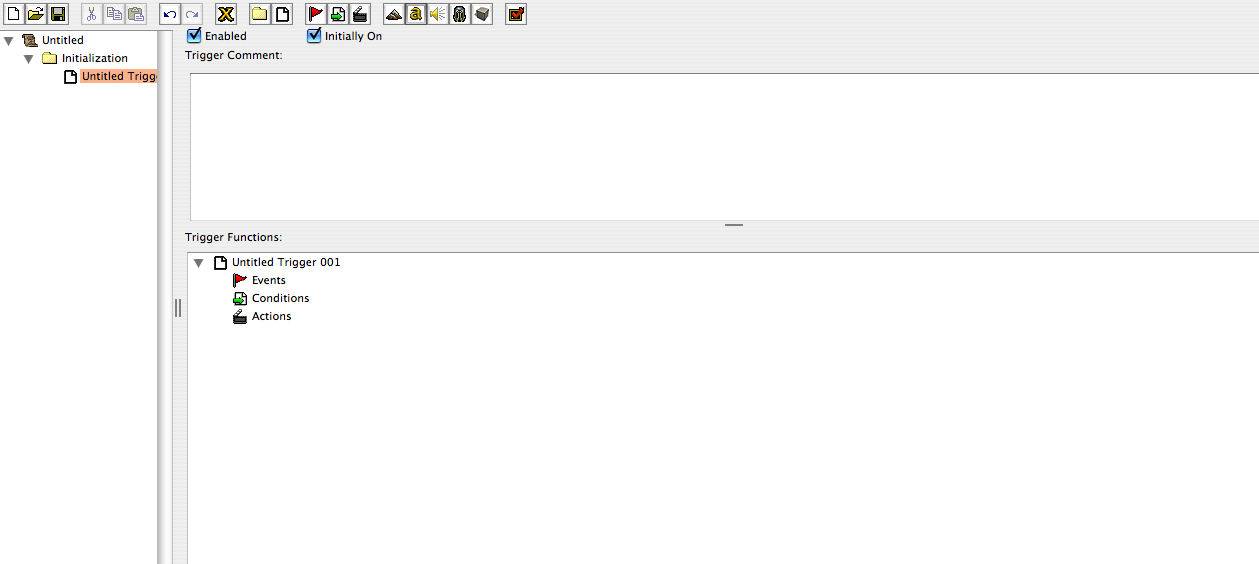 Enabled
Initially On
Untitled
Initialization
Untitled Trigg
Trigger Comment:
Trigger Functions:
Untitled Trigger 001
Events
Conditions
Actions